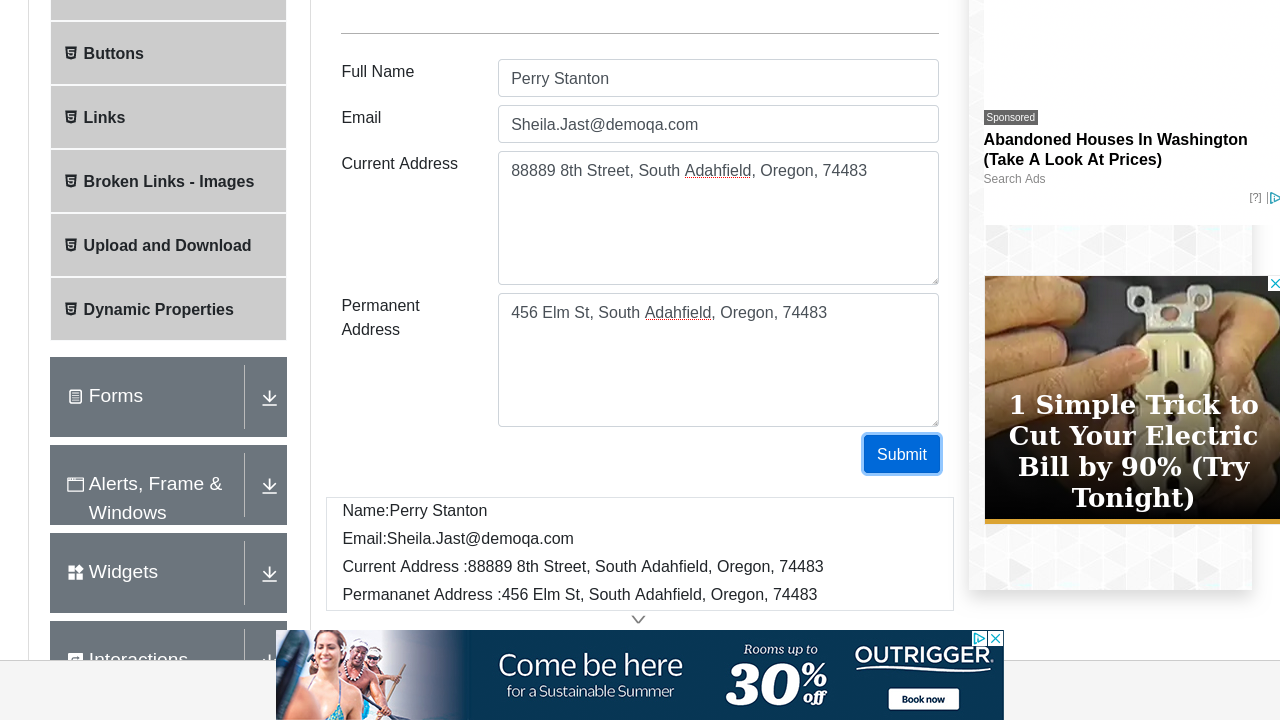 Buttons
Links
Broken Links - Images
Upload and Download
Dynamic Properties
Forms
Alerts, Frame &
Windows
Widgets
Interactions
Full Name
Perry Stanton
Email
Sheila.Jast@demoqa.com
Current Address
88889 8th Street, South Adahfield, Oregon, 74483
Permanent
Address
456 Elm St, South Adahfield, Oregon, 74483
Submit
Name:Perry Stanton
Email:Sheila.Jast@demoqa.com
Current Address :88889 8th Street, South Adahfield, Oregon, 74483
Permananet Address :456 Elm St, South Adahfield, Oregon, 74483
Sponsored
Abandoned Houses In Washington
(Take A Look At Prices)
Search Ads
[?]
1 Simple Trick to
Cut Your Electric
Bill by 90% (Try
Tonight)
Come be here
for a Sustainable Summer
Rooms up to
30% off
OUTRIGGER.
Book now